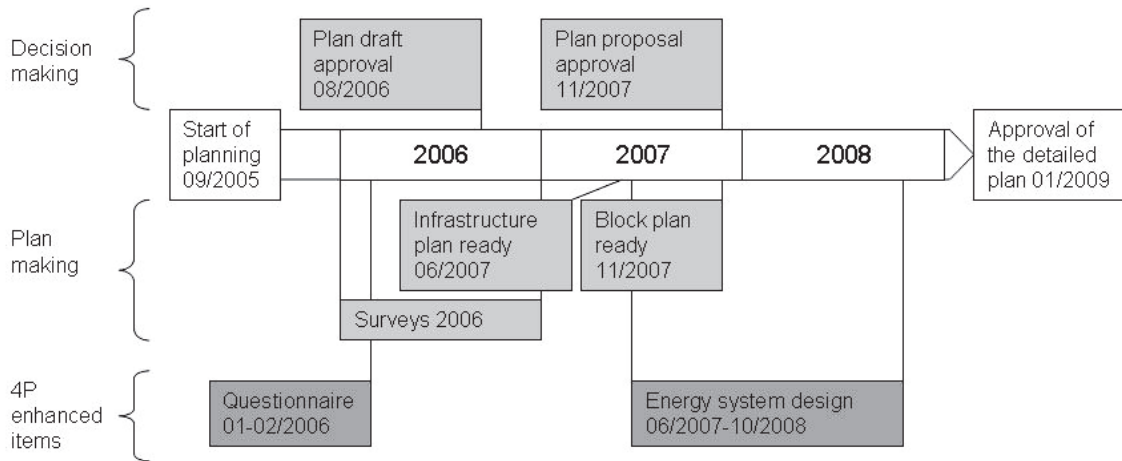 Decision
making
Plan draft
approval
08/2006
Plan proposal
approval
11/2007
Start of
planning
09/2005
2006
2007
2008
Approval of
the detailed
plan 01/2009
Plan
making
Infrastructure
plan ready
06/2007
Block plan
ready
11/2007
Surveys 2006
4P
enhanced
items
Questionnaire
01-02/2006
Energy system design
06/2007-10/2008